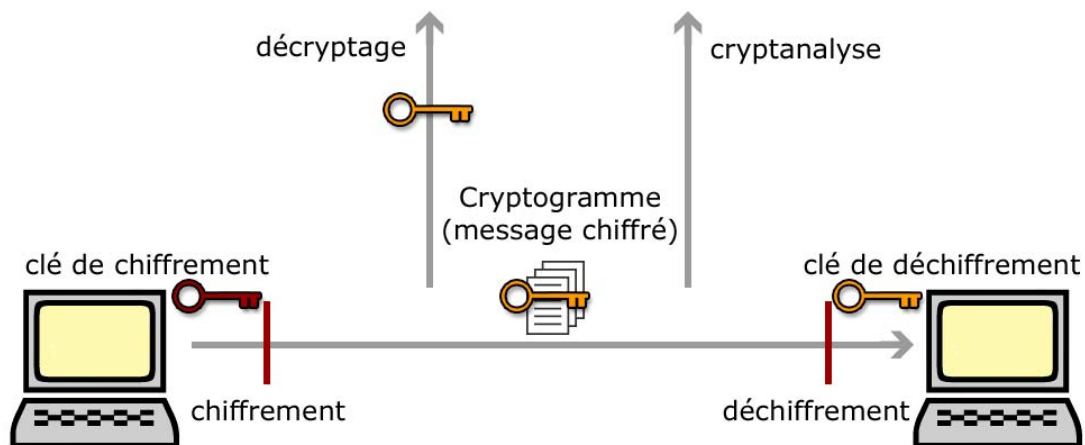 décryptage
cryptanalyse
Cryptogramme
(message chiffré)
clé de chiffrement
clé de déchiffrement
chiffrement
déchiffrement